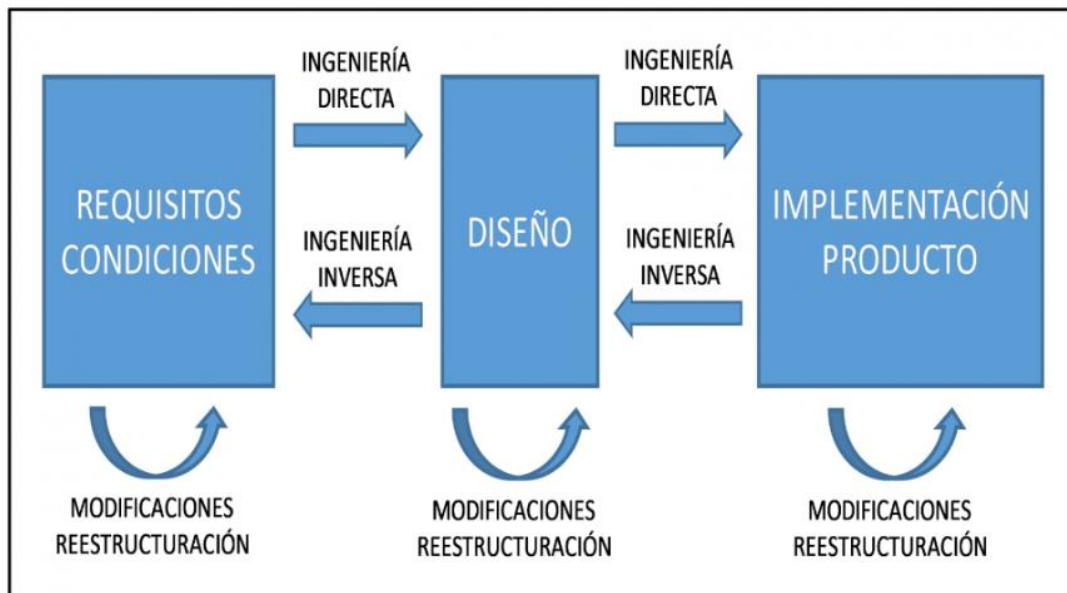 INGENIERÍA
DIRECTA
INGENIERÍA
DIRECTA
REQUISITOS
CONDICIONES
DISEÑO
IMPLEMENTACIÓN
PRODUCTO
INGENIERÍA
INVERSA
INGENIERÍA
INVERSA
MODIFICACIONES
REESTRUCTURACIÓN
MODIFICACIONES
REESTRUCTURACIÓN
MODIFICACIONES
REESTRUCTURACIÓN